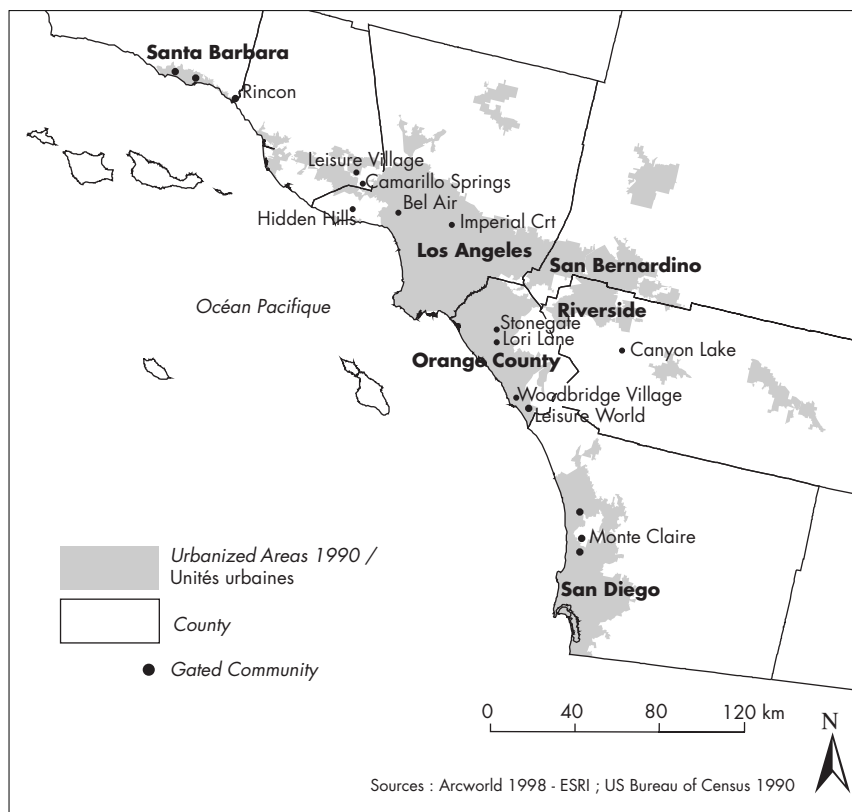 Santa Barbara
Rincon
Leisure Village
Camarillo Springs
Bel Air
Hidden Hills
Imperial Crt
Los Angeles
San Bernardino
Océan Pacifique
Riverside
Stonegate
Lori Lane
Canyon Lake
Orange County
Woodbridge Village
Leisure World
Monte Claire
San Diego
Urbanized Areas 1990 /
Unités urbaines
County
Gated Community
0 40 80 120 km
N
Sources : Arcworld 1998 - ESRI ; US Bureau of Census 1990